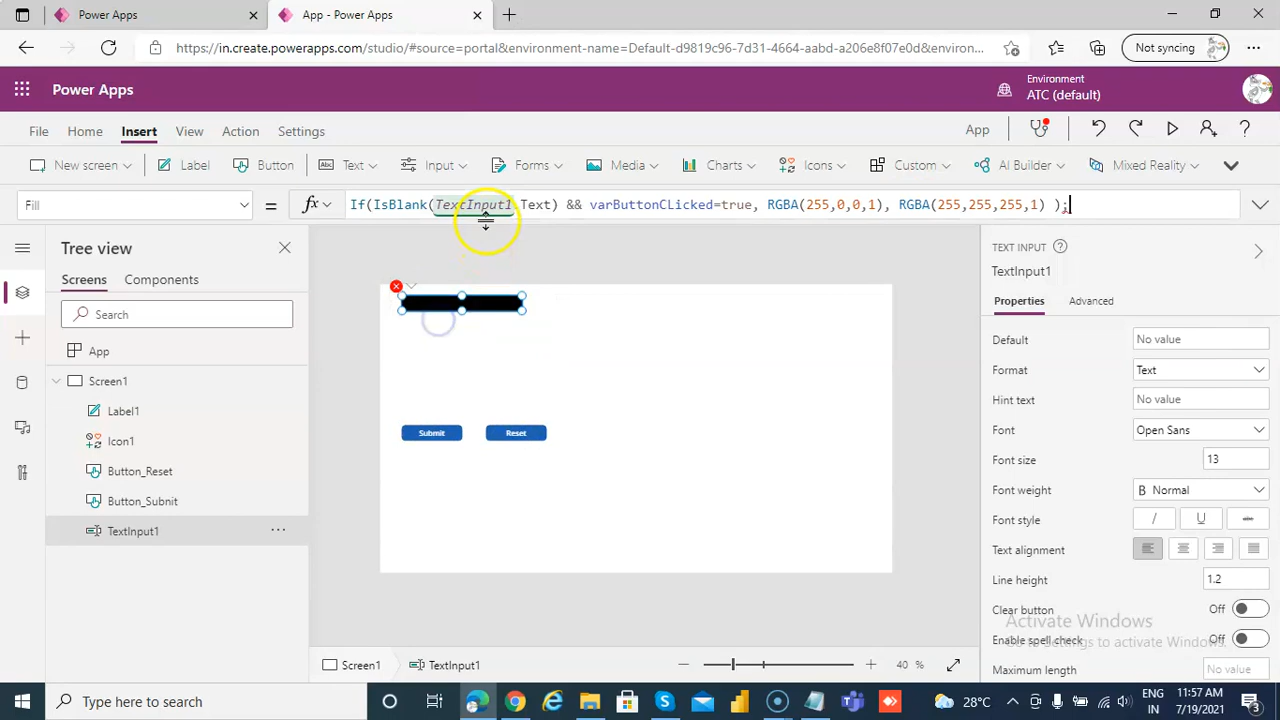 App - Power Apps
App - Power Apps
https://in.create.powerapps.com/studio/#source=portal&environment-name=Default-d9819c96-7d31-4664-aabd-a206e8f07e0d&environ...
Not syncing
Power Apps
Environment
ATC (default)
File Home Insert View Action Settings
App
New screen Label Button Text Input Forms Media Charts Icons Custom AI Builder Mixed Reality
Fill = fx If(IsBlank(TextInput1.Text) && varButtonCLicked=true, RGBA(255,0,0,1), RGBA(255,255,255,1) );
Tree view
Screens Components
Search
App
Screen1
Label1
Icon1
Button_Reset
Button_Subnit
TextInput1
Submit Reset
TEXT INPUT
TextInput1
Properties Advanced
Default No value
Format Text
Hint text No value
Font Open Sans
Font size 13
Font weight B Normal
Font style / U abc
Text alignment
Line height 1.2
Clear button Off
Enable spell check Off
Maximum length No value
Activate Windows
Go to Settings to activate Windows.
Screen1 TextInput1 40 %
Type here to search
28°C
ENG
IN
11:57 AM
7/19/2021